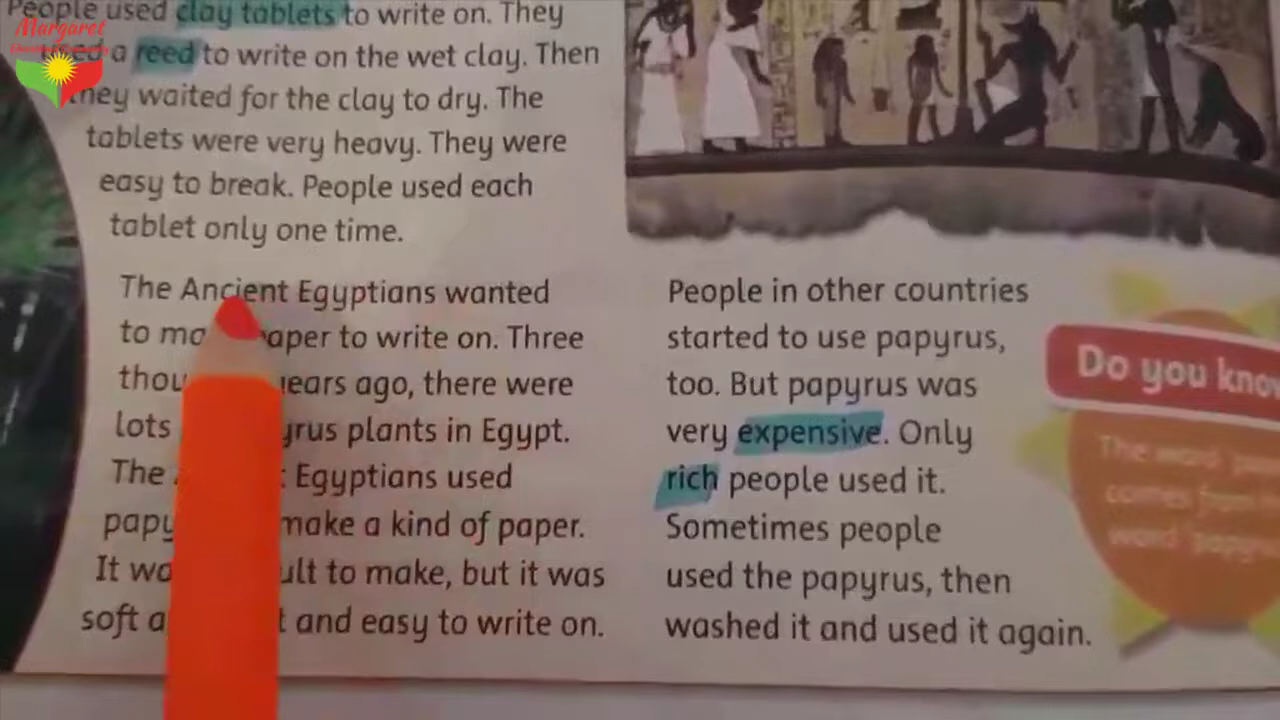 Margaret
People used clay tablets to write on. They
a reed to write on the wet clay. Then
they waited for the clay to dry. The
tablets were very heavy. They were
easy to break. People used each
tablet only one time.
The Ancient Egyptians wanted
to paper to write on. Three
years ago, there were
lots plants in Egypt.
The Egyptians used
make a kind of paper.
It to make, but it was
soft and easy to write on.
People in other countries
started to use papyrus,
too. But papyrus was
very expensive. Only
rich people used it.
Sometimes people
used the papyrus, then
washed it and used it again.
Do you know
The word
comes from
word